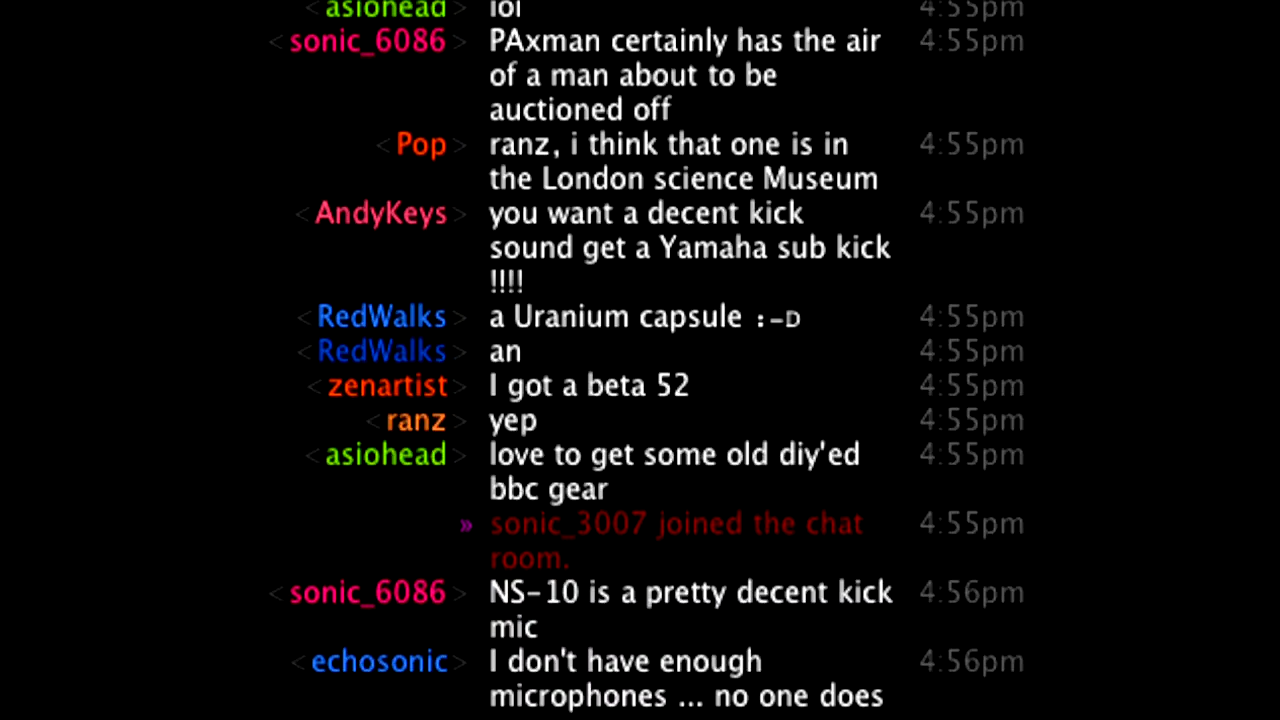 <asiohead> lol 4:55pm
<sonic_6086> PAxman certainly has the air 4:55pm
of a man about to be
auctioned off
<Pop> ranz, i think that one is in 4:55pm
the London science Museum
<AndyKeys> you want a decent kick 4:55pm
sound get a Yamaha sub kick
!!!!
<RedWalks> a Uranium capsule :-D 4:55pm
<RedWalks> an 4:55pm
<zenartist> I got a beta 52 4:55pm
<ranz> yep 4:55pm
<asiohead> love to get some old diy'ed 4:55pm
bbc gear
» sonic_3007 joined the chat 4:55pm
room.
<sonic_6086> NS-10 is a pretty decent kick 4:56pm
mic
<echosonic> I don't have enough 4:56pm
microphones ... no one does